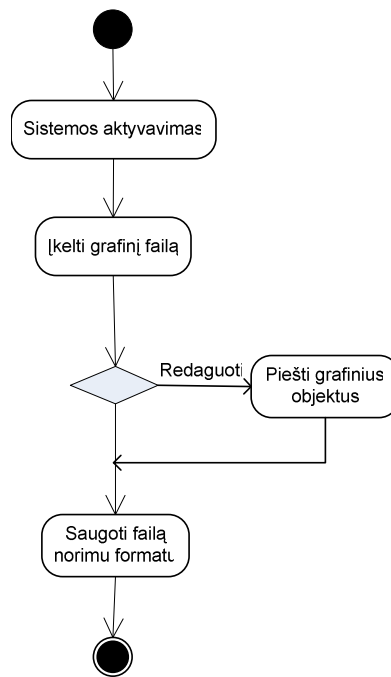 Sistemos aktyvavimas
Įkelti grafinį failą
Redaguoti
Piešti grafinius
objektus
Saugoti failą
norimu formatu